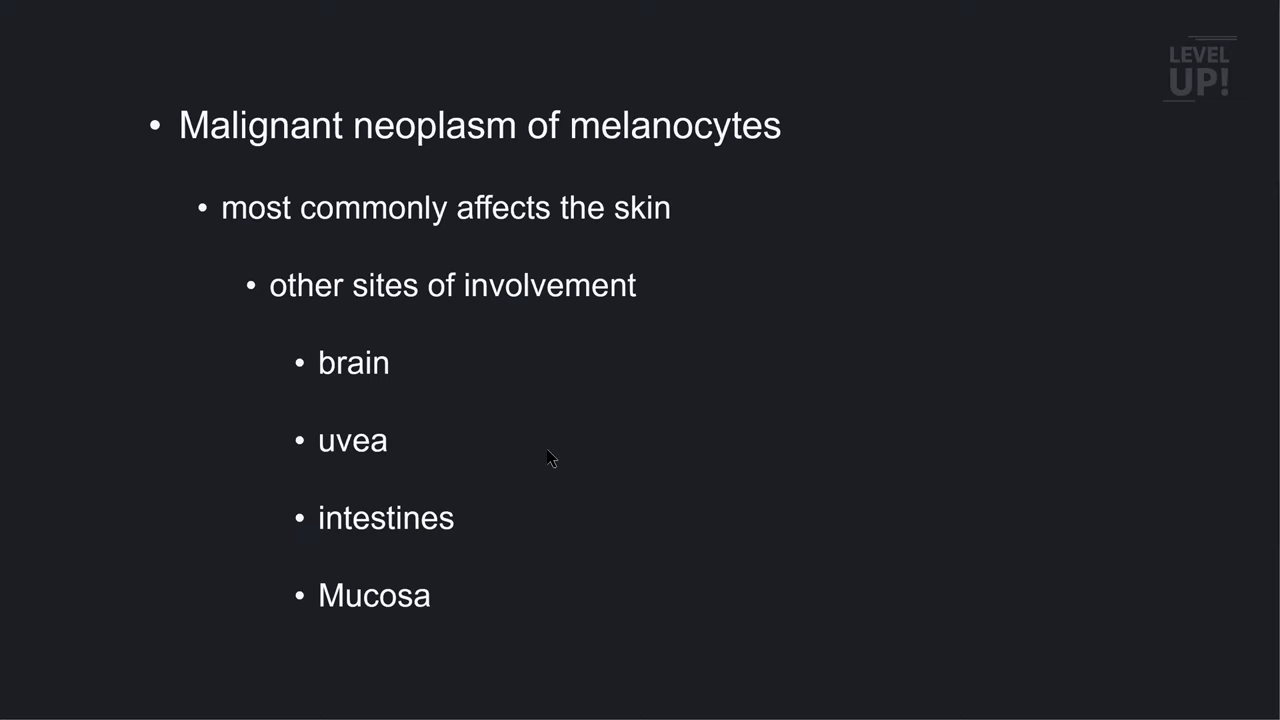 LEVEL
UP!
• Malignant neoplasm of melanocytes
• most commonly affects the skin
• other sites of involvement
• brain
• uvea
• intestines
• Mucosa